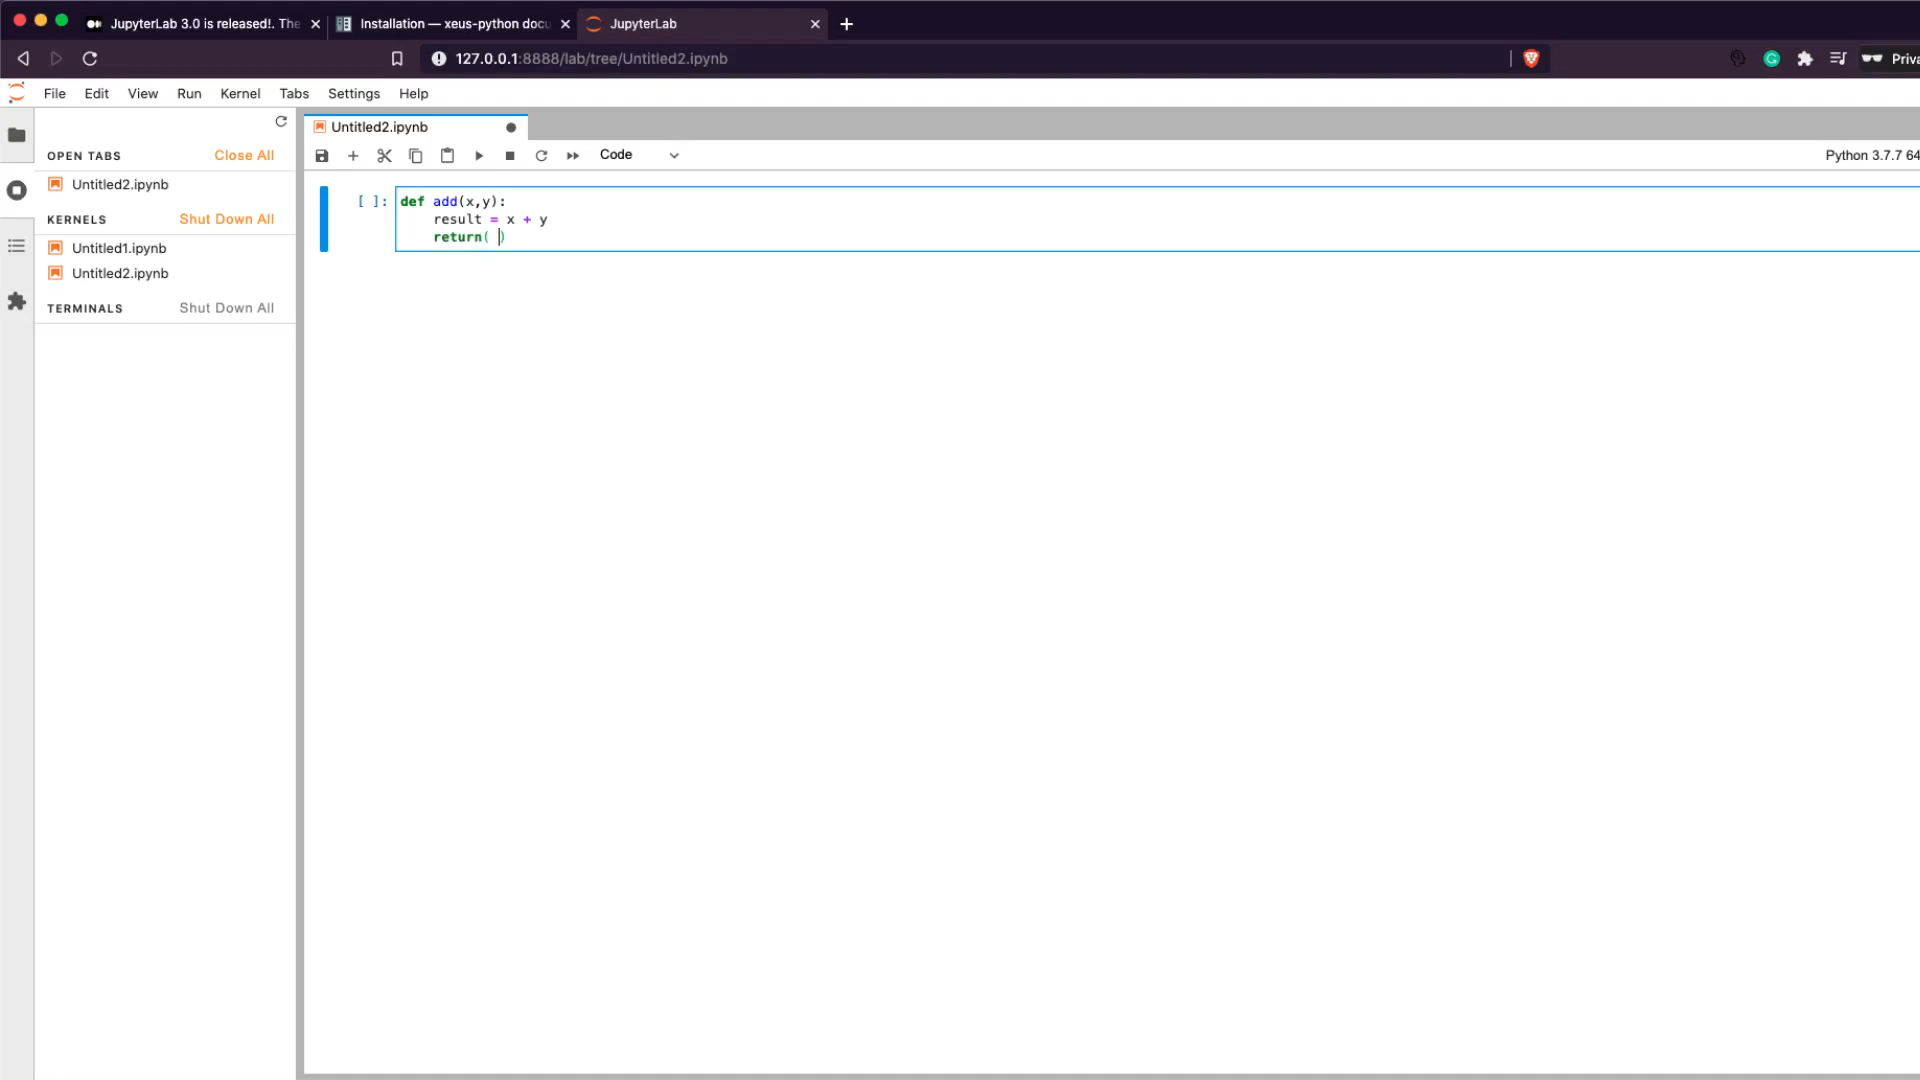 JupyterLab 3.0 is released!. The
Installation — xeus-python docu
JupyterLab
127.0.0.1:8888/lab/tree/Untitled2.ipynb
Priva
File Edit View Run Kernel Tabs Settings Help
OPEN TABS Close All
Untitled2.ipynb
KERNELS Shut Down All
Untitled1.ipynb
Untitled2.ipynb
TERMINALS Shut Down All
Untitled2.ipynb
Code
Python 3.7.7 64
[ ]: def add(x,y):
result = x + y
return( )